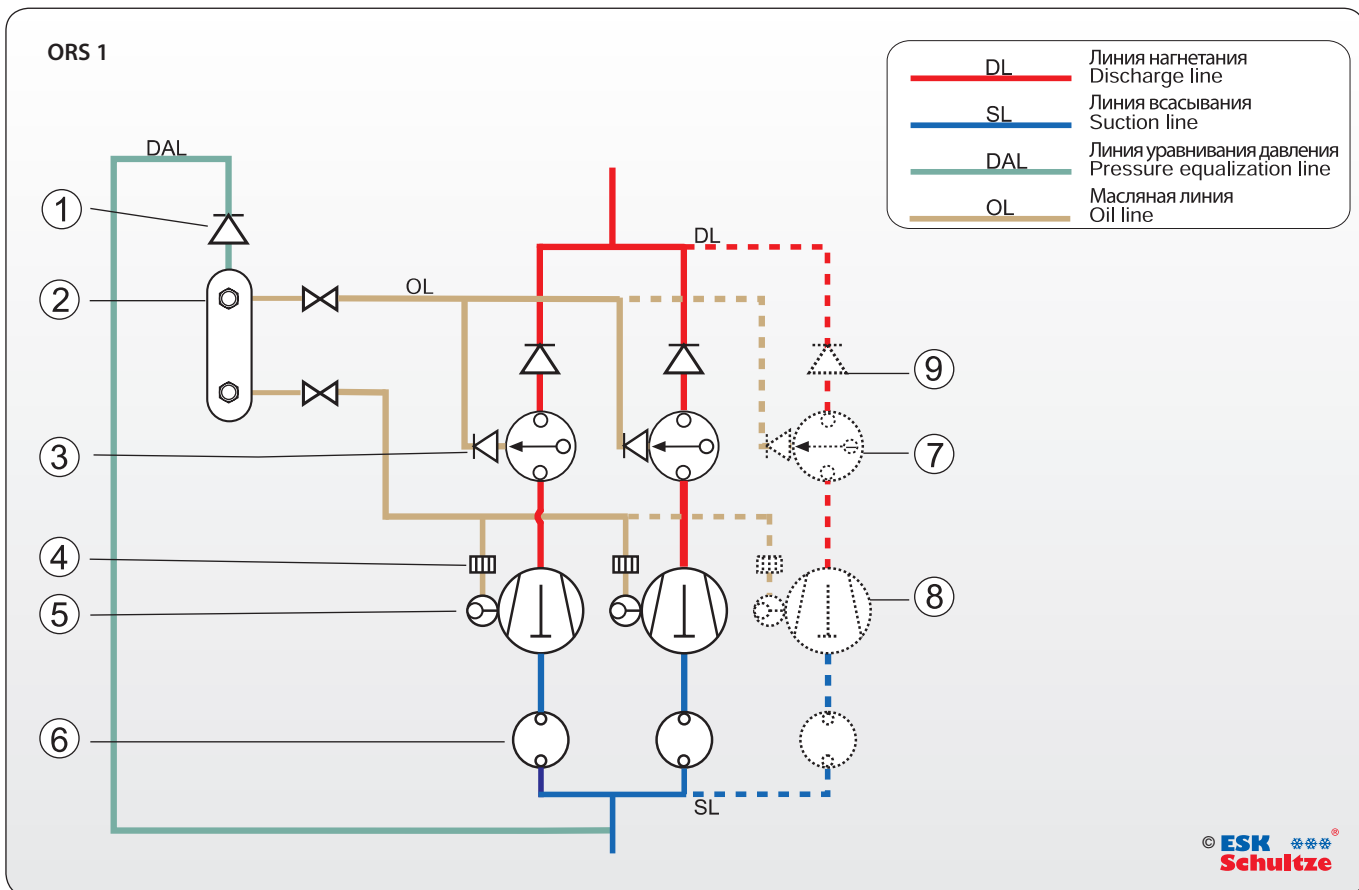 ORS 1
DL
Линия нагнетания
Discharge line
SL
Линия всасывания
Suction line
DAL
Линия уравнивания давления
Pressure equalization line
OL
Масляная линия
Oil line
DAL
1
DL
2
OL
9
3
7
4
5
8
6
SL
© ESK ®
Schultze